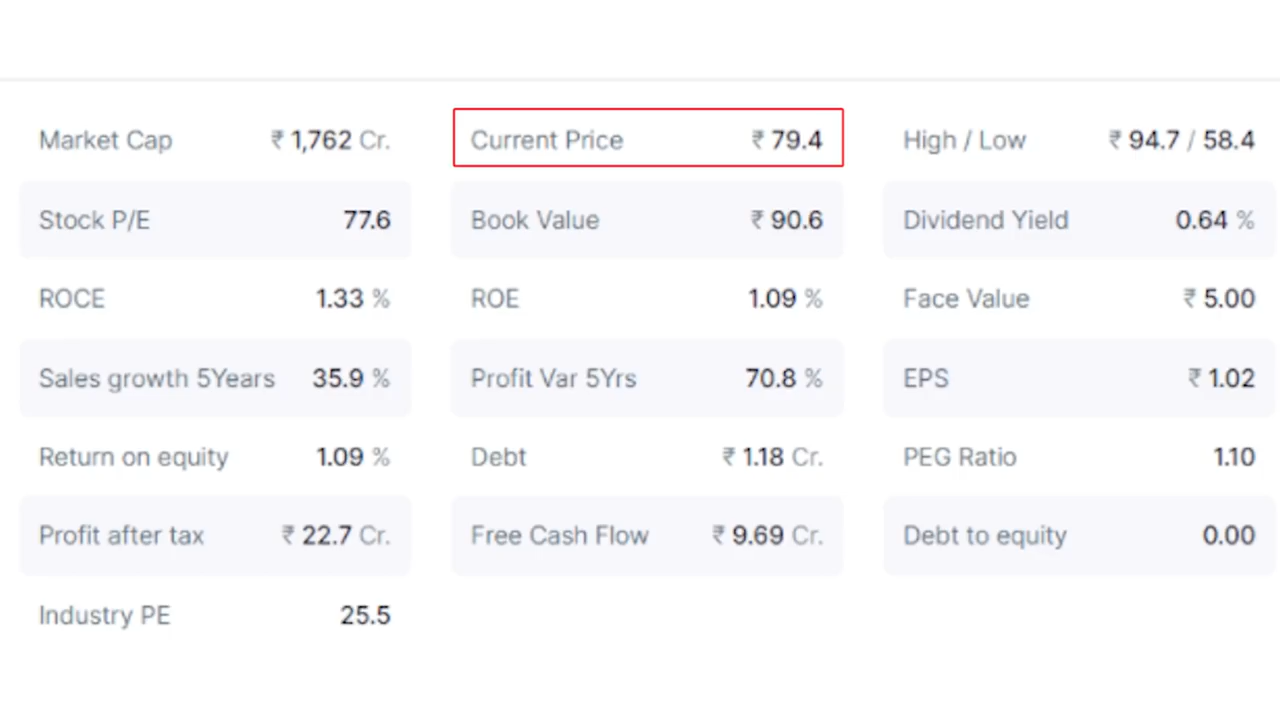 Market Cap ₹ 1,762 Cr. Current Price ₹ 79.4 High / Low ₹ 94.7 / 58.4
Stock P/E 77.6 Book Value ₹ 90.6 Dividend Yield 0.64 %
ROCE 1.33 % ROE 1.09 % Face Value ₹ 5.00
Sales growth 5Years 35.9 % Profit Var 5Yrs 70.8 % EPS ₹ 1.02
Return on equity 1.09 % Debt ₹ 1.18 Cr. PEG Ratio 1.10
Profit after tax ₹ 22.7 Cr. Free Cash Flow ₹ 9.69 Cr. Debt to equity 0.00
Industry PE 25.5